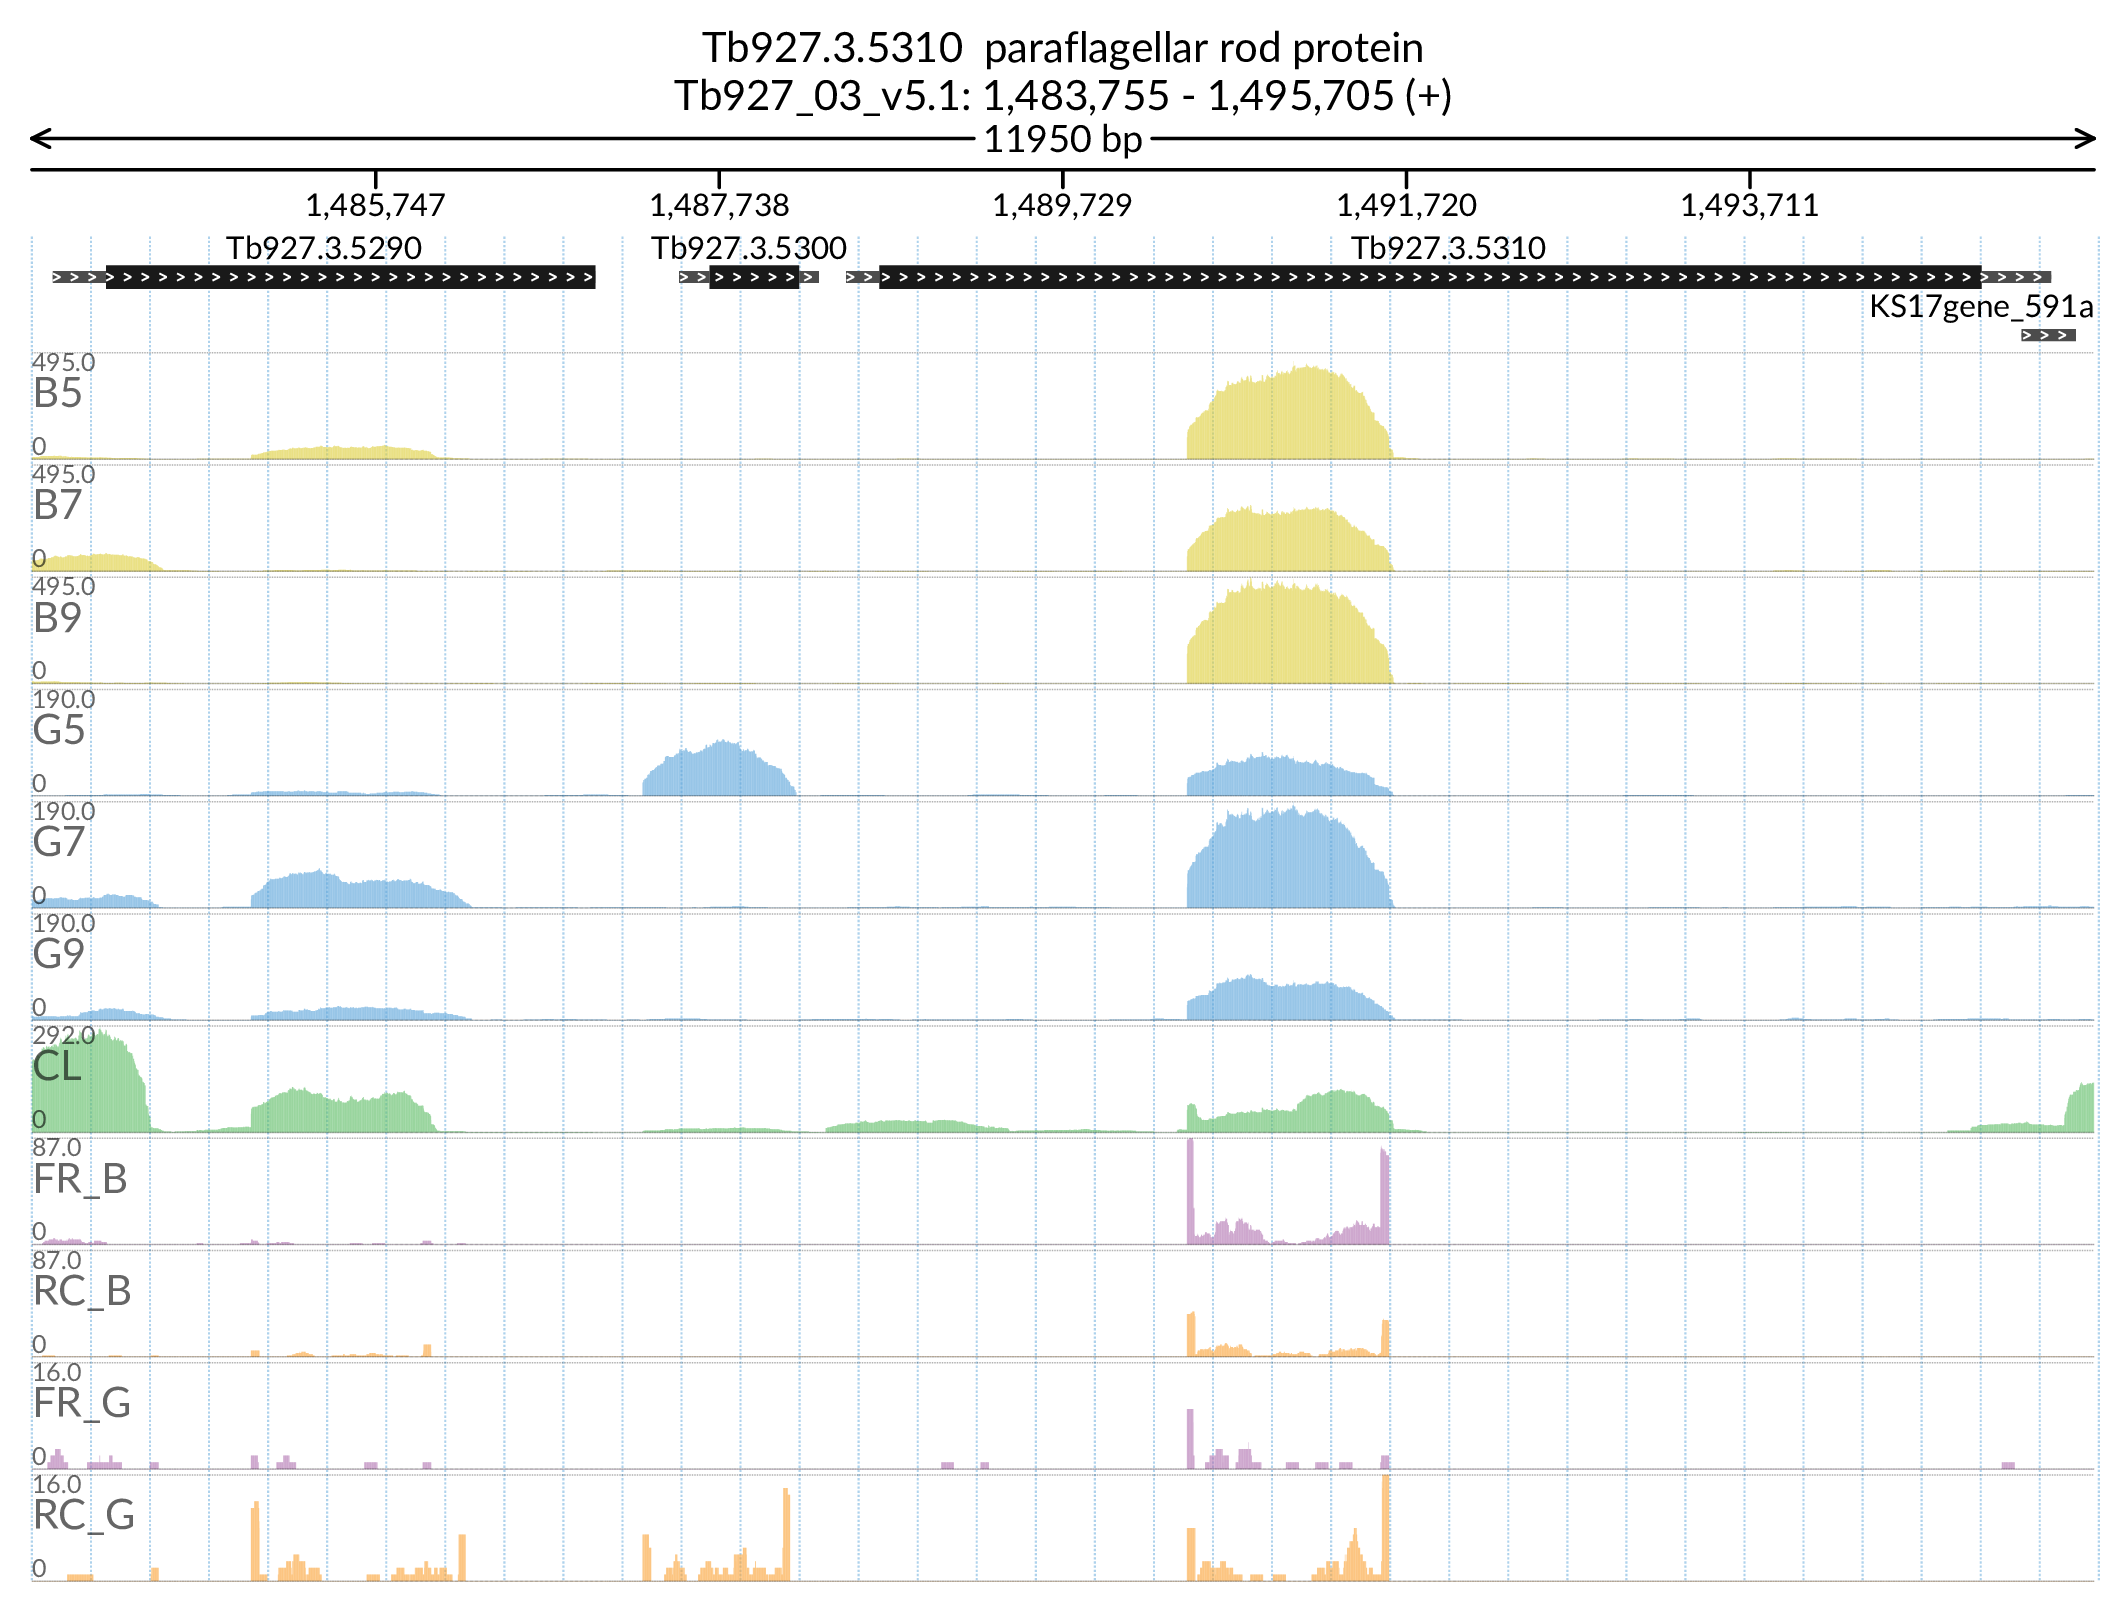 Tb927.3.5310  paraflagellar rod protein
Tb927_03_v5.1: 1,483,755 - 1,495,705 (+)
11950 bp
1,485,747 1,487,738 1,489,729 1,491,720 1,493,711
Tb927.3.5290 Tb927.3.5300 Tb927.3.5310
KS17gene_591a
495.0
B5
0
495.0
B7
0
495.0
B9
0
190.0
G5
0
190.0
G7
0
190.0
G9
0
292.0
CL
0
87.0
FR_B
0
87.0
RC_B
0
16.0
FR_G
0
16.0
RC_G
0